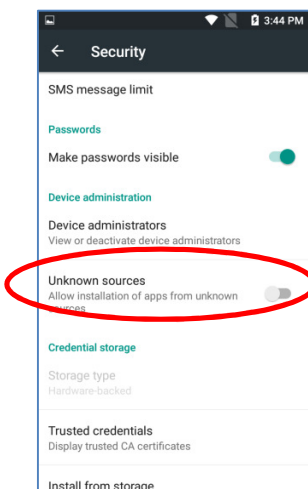 3:44 PM
Security
SMS message limit
Passwords
Make passwords visible
Device administration
Device administrators
View or deactivate device administrators
Unknown sources
Allow installation of apps from unknown
sources
Credential storage
Storage type
Hardware-backed
Trusted credentials
Display trusted CA certificates
Install from storage